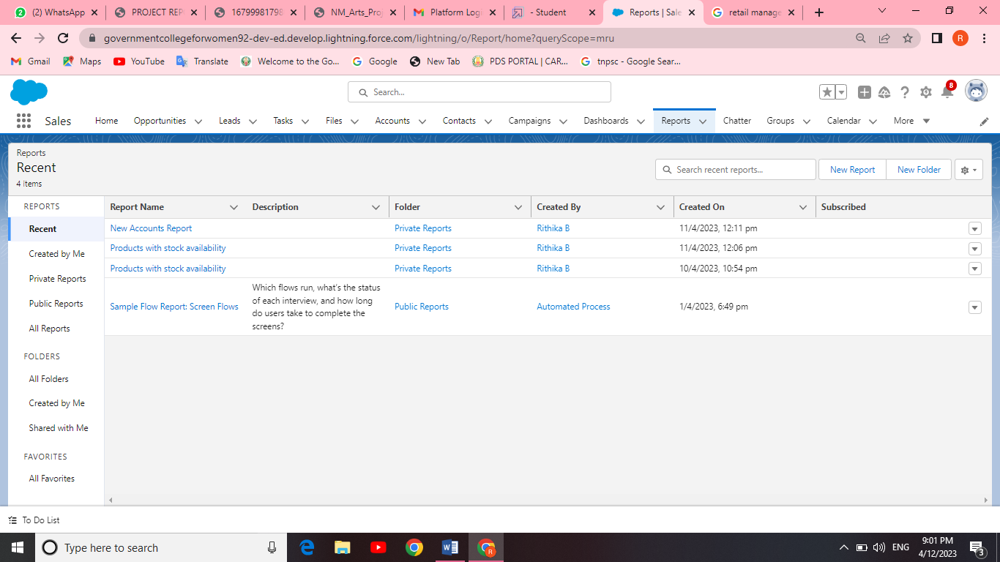 (2) WhatsApp
PROJECT REP
16799981798
NM_Arts_Proj
Platform Logi
- Student
Reports | Sale
retail manage
governmentcollegeforwomen92-dev-ed.develop.lightning.force.com/lightning/o/Report/home?queryScope=mru
R
Gmail
Maps
YouTube
Translate
Welcome to the Go...
Google
New Tab
PDS PORTAL | CAR...
tnpsc - Google Sear...
Search...
8
Sales
Home
Opportunities
Leads
Tasks
Files
Accounts
Contacts
Campaigns
Dashboards
Reports
Chatter
Groups
Calendar
More
Reports
Recent
4 items
Search recent reports...
New Report
New Folder
REPORTS
Recent
Created by Me
Private Reports
Public Reports
All Reports
FOLDERS
All Folders
Created by Me
Shared with Me
FAVORITES
All Favorites
Report Name Description Folder Created By Created On Subscribed
New Accounts Report Private Reports Rithika B 11/4/2023, 12:11 pm
Products with stock availability Private Reports Rithika B 11/4/2023, 12:06 pm
Products with stock availability Private Reports Rithika B 10/4/2023, 10:54 pm
Sample Flow Report: Screen Flows
Which flows run, what's the status
of each interview, and how long
do users take to complete the
screens?
Public Reports Automated Process 1/4/2023, 6:49 pm
To Do List
Type here to search
R
ENG
9:01 PM
4/12/2023
3